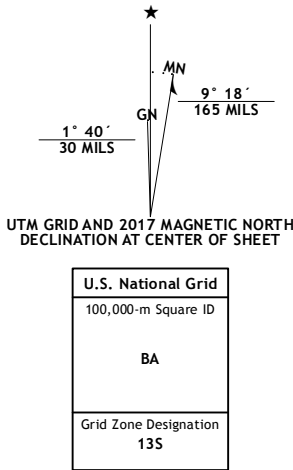 ★
MN
GN
9° 18´
165 MILS
1° 40´
30 MILS
UTM GRID AND 2017 MAGNETIC NORTH
DECLINATION AT CENTER OF SHEET
U.S. National Grid
100,000-m Square ID
BA
Grid Zone Designation
13S